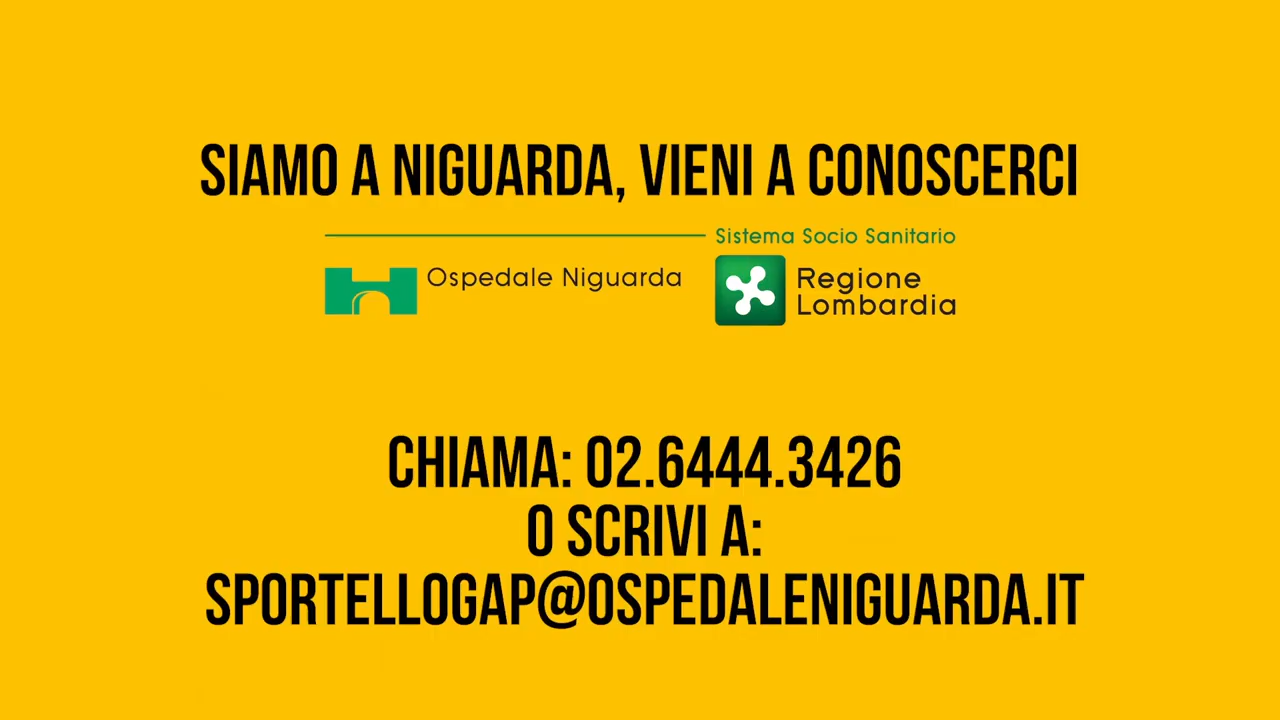 SIAMO A NIGUARDA, VIENI A CONOSCERCI
Sistema Socio Sanitario
Ospedale Niguarda
Regione
Lombardia
CHIAMA: 02.6444.3426
O SCRIVI A:
SPORTELLOGAP@OSPEDALENIGUARDA.IT